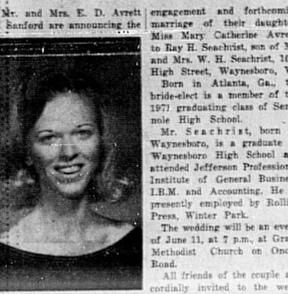 Mr. and Mrs. E. D. Avrett
Sanford are announcing the
engagement and forthcomi
marriage of their daught
Miss Mary Catherine Avre
to Ray H. Seachrist, son of M
and Mrs. W. H. Seachrist, 10
High Street, Waynesboro, V
Born in Atlanta, Ga.,
bride-elect is a member of t
1971 graduating class of Sem
nole High School.
Mr. Seachrist, born
Waynesboro, is a graduate
Waynesboro High School a
attended Jefferson Profession
Institute of General Busine
I.B.M. and Accounting. He
presently employed by Rolli
Press, Winter Park.
The wedding will be an eve
of June 11, at 7 p.m., at Gra
Methodist Church on Ono
Road.
All friends of the couple a
cordially invited to the we